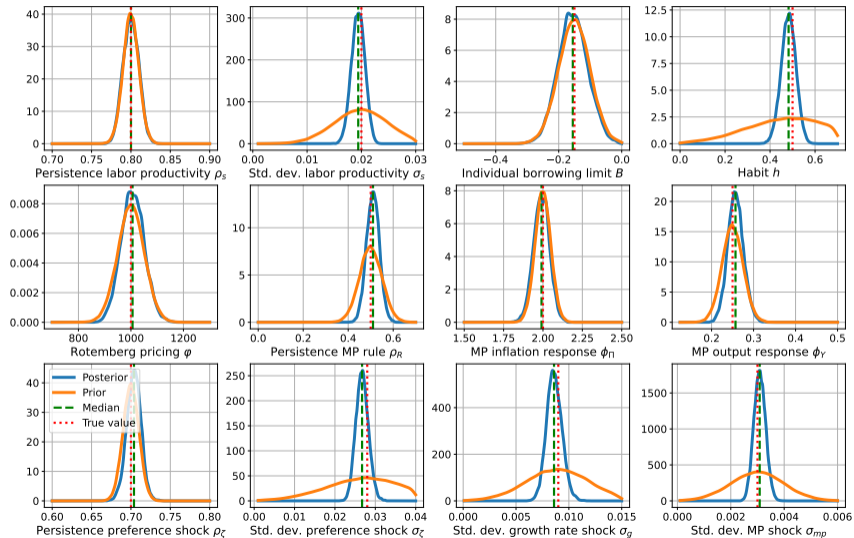 40
30
20
10
0
0.70 0.75 0.80 0.85 0.90
Persistence labor productivity ρₛ
300
200
100
0
0.00 0.01 0.02 0.03
Std. dev. labor productivity σₛ
8
6
4
2
0
−0.4 −0.2 0.0
Individual borrowing limit B
12.5
10.0
7.5
5.0
2.5
0.0
0.0 0.2 0.4 0.6
Habit h
0.008
0.006
0.004
0.002
0.000
800 1000 1200
Rotemberg pricing φ
10
5
0
0.0 0.2 0.4 0.6
Persistence MP rule ρ_R
8
6
4
2
0
1.50 1.75 2.00 2.25 2.50
MP inflation response ϕ_Π
20
15
10
5
0
0.2 0.3 0.4 0.5
MP output response ϕ_Y
40
30
20
10
0
Posterior
Prior
Median
True value
0.60 0.65 0.70 0.75 0.80
Persistence preference shock ρ_ζ
250
200
150
100
50
0
0.00 0.01 0.02 0.03 0.04
Std. dev. preference shock σ_ζ
400
200
0
0.000 0.005 0.010 0.015
Std. dev. growth rate shock σ_g
1500
1000
500
0
0.000 0.002 0.004 0.006
Std. dev. MP shock σ_mp